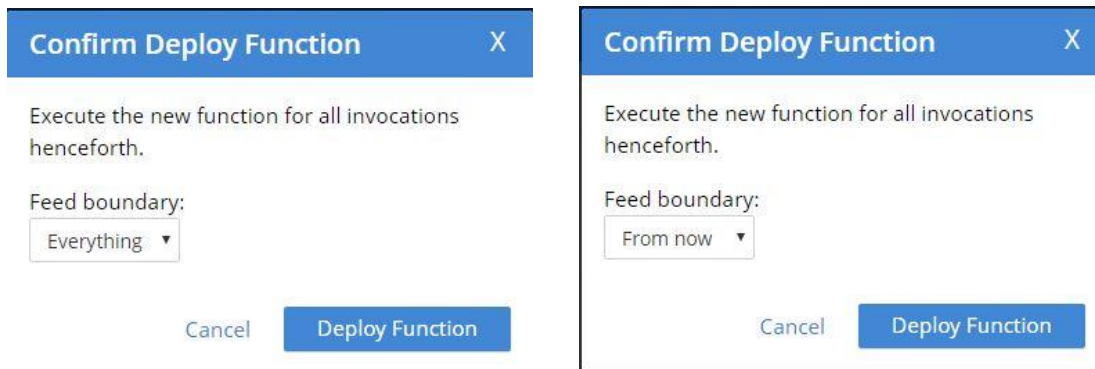 Confirm Deploy Function X
Execute the new function for all invocations
henceforth.
Feed boundary:
Everything ▼
Cancel Deploy Function
Confirm Deploy Function X
Execute the new function for all invocations
henceforth.
Feed boundary:
From now ▼
Cancel Deploy Function